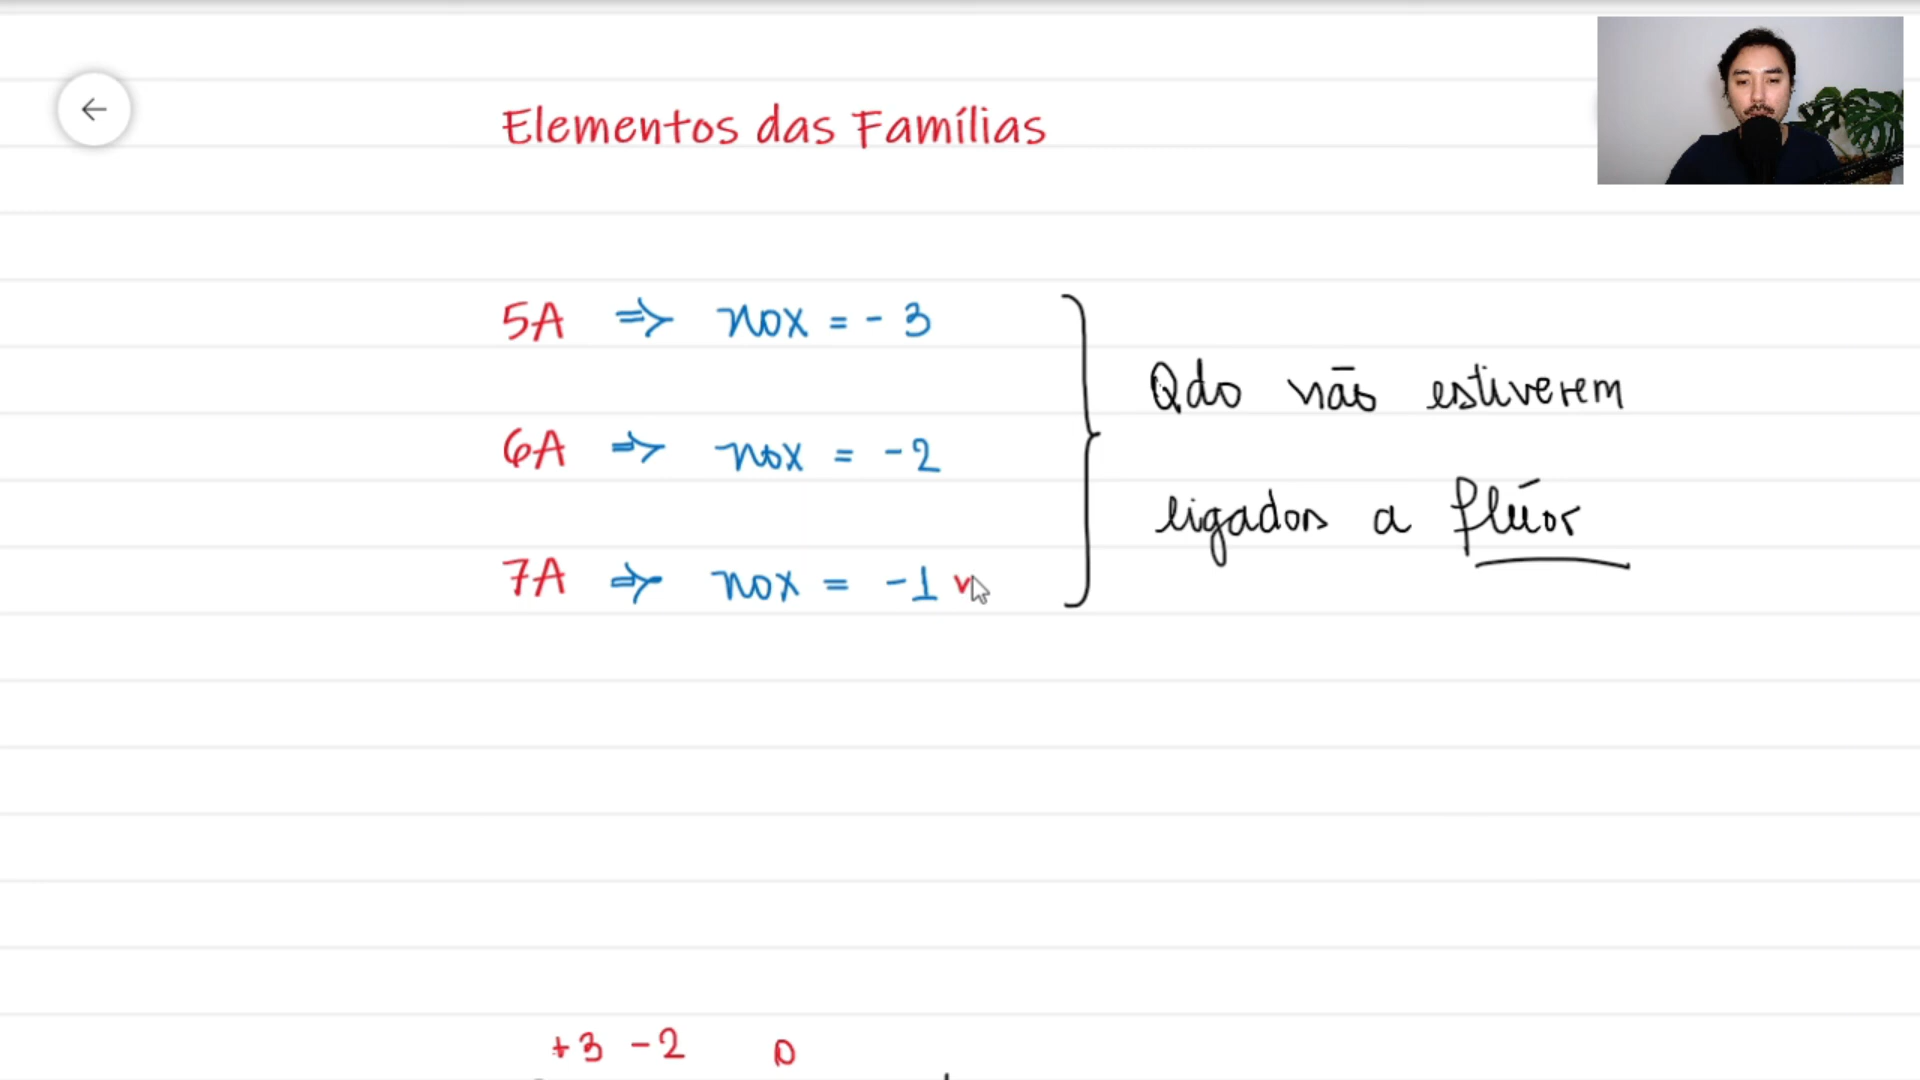 Elementos das Famílias
5A ⇒ nox = - 3
6A ⇒ nox = -2
7A ⇒ nox = -1 v
Qdo não estiverem
ligados a flúor
+3 -2 0